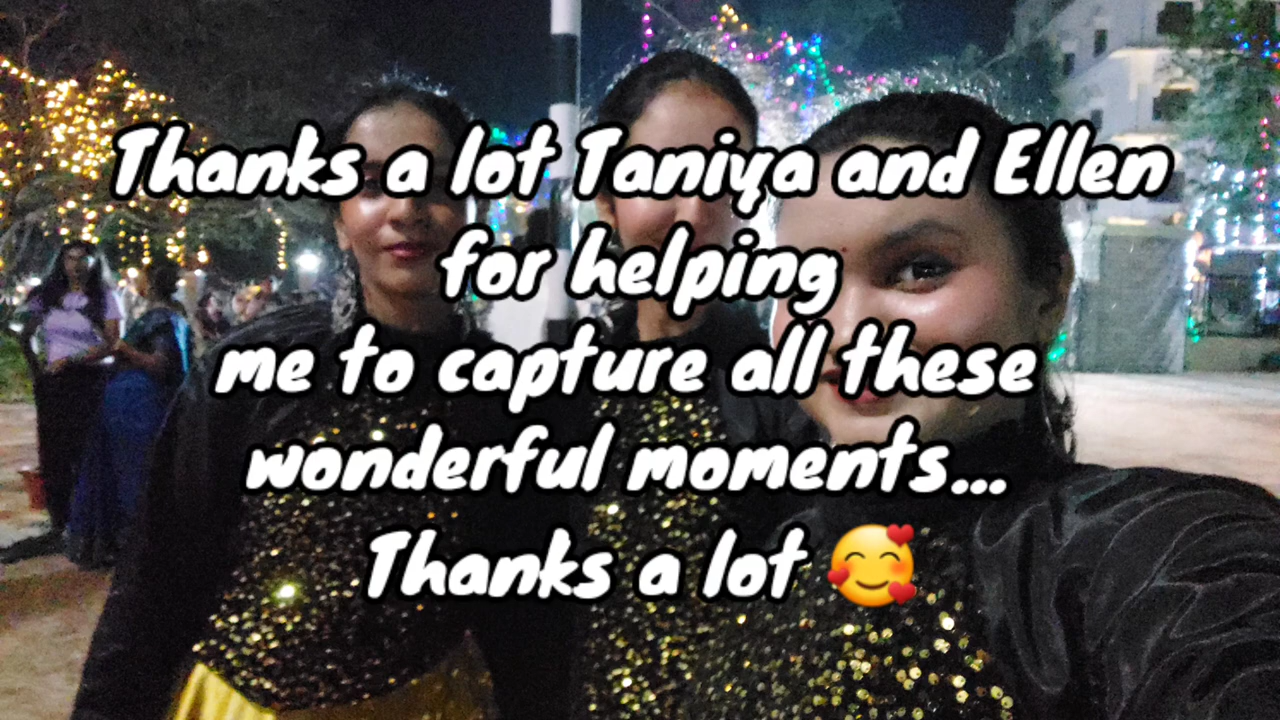 Thanks a lot Taniya and Ellen
for helping
me to capture all these
wonderful moments...
Thanks a lot 🥰